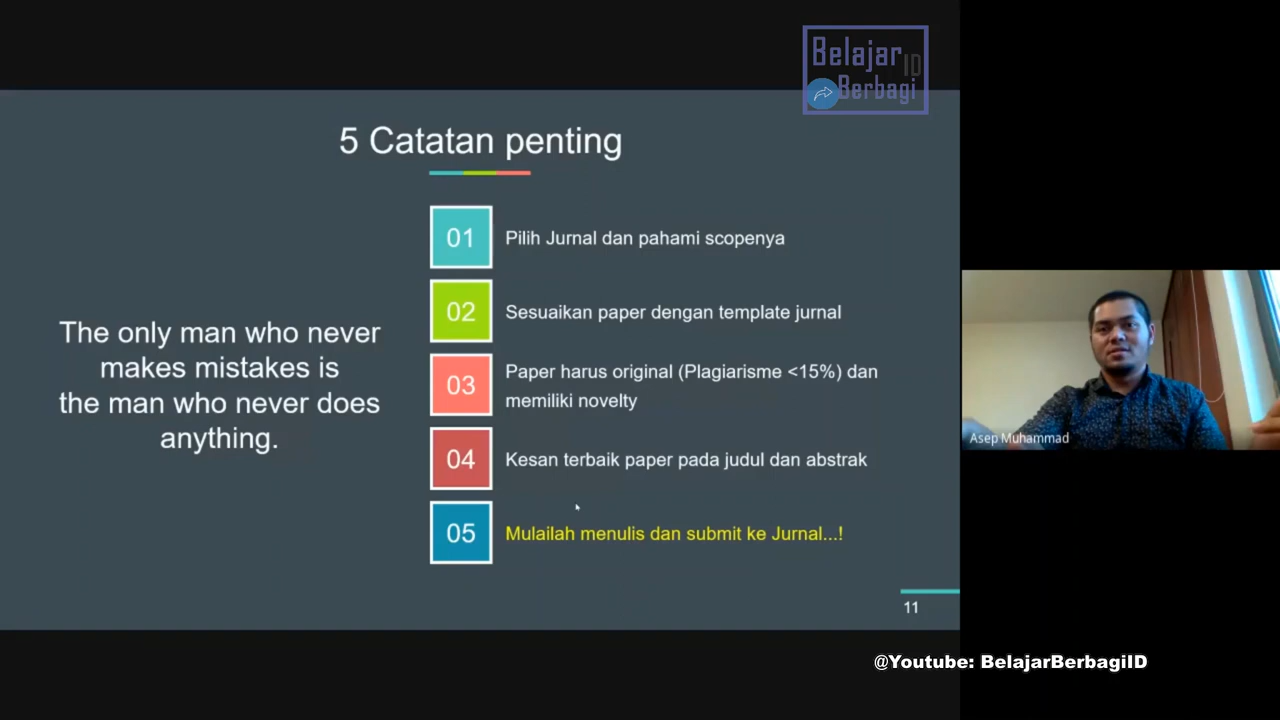 Belajar
ID
Berbagi
5 Catatan penting
The only man who never
makes mistakes is
the man who never does
anything.
01
Pilih Jurnal dan pahami scopenya
02
Sesuaikan paper dengan template jurnal
03
Paper harus original (Plagiarisme <15%) dan
memiliki novelty
04
Kesan terbaik paper pada judul dan abstrak
05
Mulailah menulis dan submit ke Jurnal...!
11
Asep Muhammad
@Youtube: BelajarBerbagiID